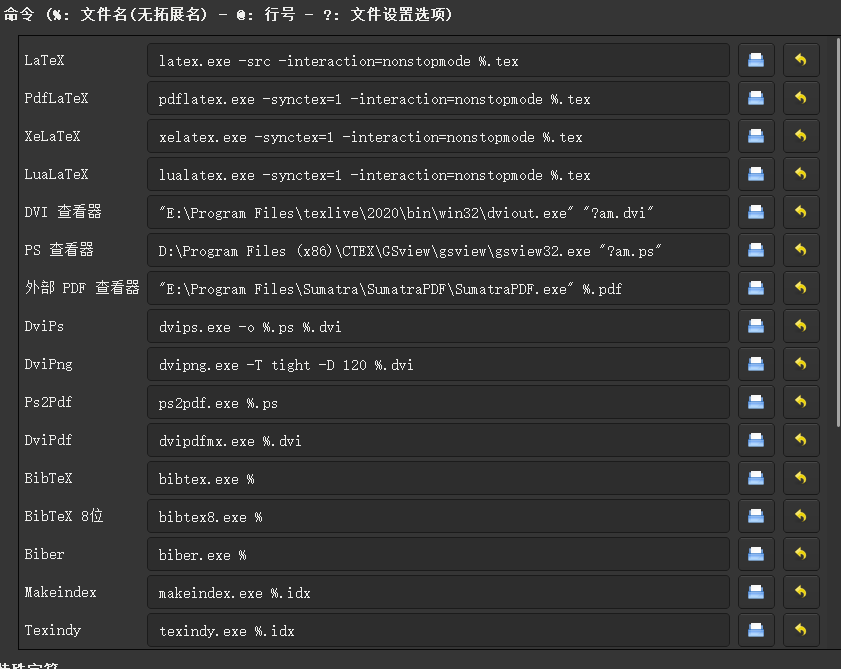 命令 (%: 文件名(无拓展名) - @: 行号 - ?: 文件设置选项)
LaTeX latex.exe -src -interaction=nonstopmode %.tex
PdfLaTeX pdflatex.exe -synctex=1 -interaction=nonstopmode %.tex
XeLaTeX xelatex.exe -synctex=1 -interaction=nonstopmode %.tex
LuaLaTeX lualatex.exe -synctex=1 -interaction=nonstopmode %.tex
DVI 查看器 "E:\Program Files\texlive\2020\bin\win32\dviout.exe" "?am.dvi"
PS 查看器 D:\Program Files (x86)\CTEX\GSview\gsview\gsview32.exe "?am.ps"
外部 PDF 查看器 "E:\Program Files\Sumatra\SumatraPDF\SumatraPDF.exe" %.pdf
DviPs dvips.exe -o %.ps %.dvi
DviPng dvipng.exe -T tight -D 120 %.dvi
Ps2Pdf ps2pdf.exe %.ps
DviPdf dvipdfmx.exe %.dvi
BibTeX bibtex.exe %
BibTeX 8位 bibtex8.exe %
Biber biber.exe %
Makeindex makeindex.exe %.idx
Texindy texindy.exe %.idx